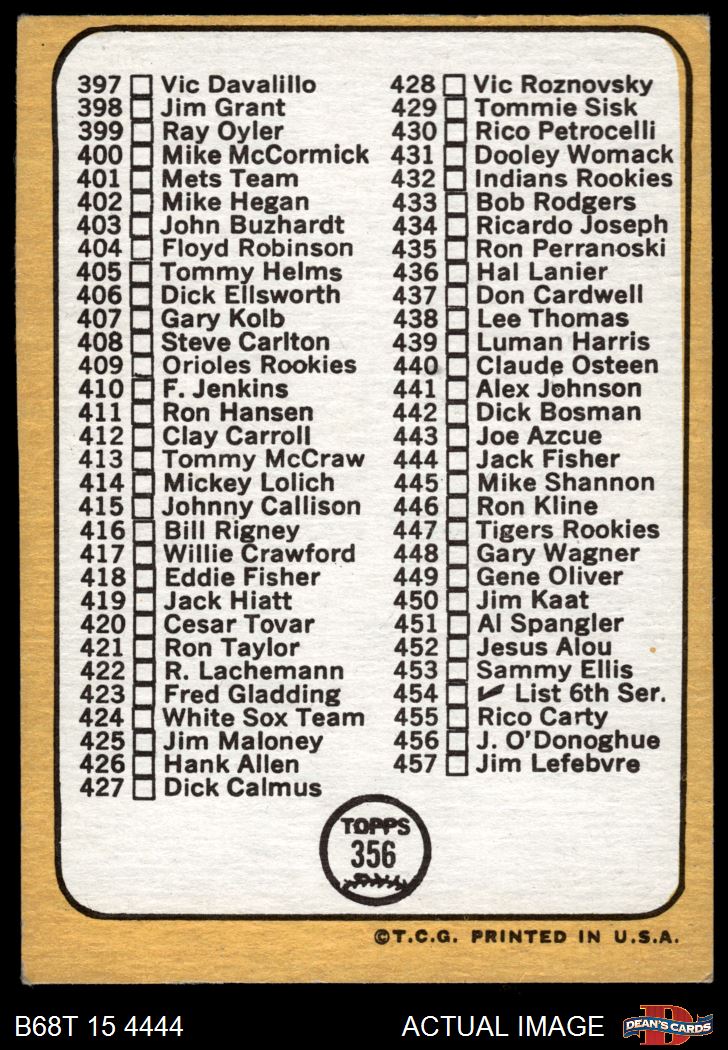 397 Vic Davalillo
398 Jim Grant
399 Ray Oyler
400 Mike McCormick
401 Mets Team
402 Mike Hegan
403 John Buzhardt
404 Floyd Robinson
405 Tommy Helms
406 Dick Ellsworth
407 Gary Kolb
408 Steve Carlton
409 Orioles Rookies
410 F. Jenkins
411 Ron Hansen
412 Clay Carroll
413 Tommy McCraw
414 Mickey Lolich
415 Johnny Callison
416 Bill Rigney
417 Willie Crawford
418 Eddie Fisher
419 Jack Hiatt
420 Cesar Tovar
421 Ron Taylor
422 R. Lachemann
423 Fred Gladding
424 White Sox Team
425 Jim Maloney
426 Hank Allen
427 Dick Calmus
428 Vic Roznovsky
429 Tommie Sisk
430 Rico Petrocelli
431 Dooley Womack
432 Indians Rookies
433 Bob Rodgers
434 Ricardo Joseph
435 Ron Perranoski
436 Hal Lanier
437 Don Cardwell
438 Lee Thomas
439 Luman Harris
440 Claude Osteen
441 Alex Johnson
442 Dick Bosman
443 Joe Azcue
444 Jack Fisher
445 Mike Shannon
446 Ron Kline
447 Tigers Rookies
448 Gary Wagner
449 Gene Oliver
450 Jim Kaat
451 Al Spangler
452 Jesus Alou
453 Sammy Ellis
454 ✓ List 6th Ser.
455 Rico Carty
456 J. O'Donoghue
457 Jim Lefebvre
TOPPS
356
©T.C.G. PRINTED IN U.S.A.
B68T 15 4444
ACTUAL IMAGE
D
DEAN'S CARDS